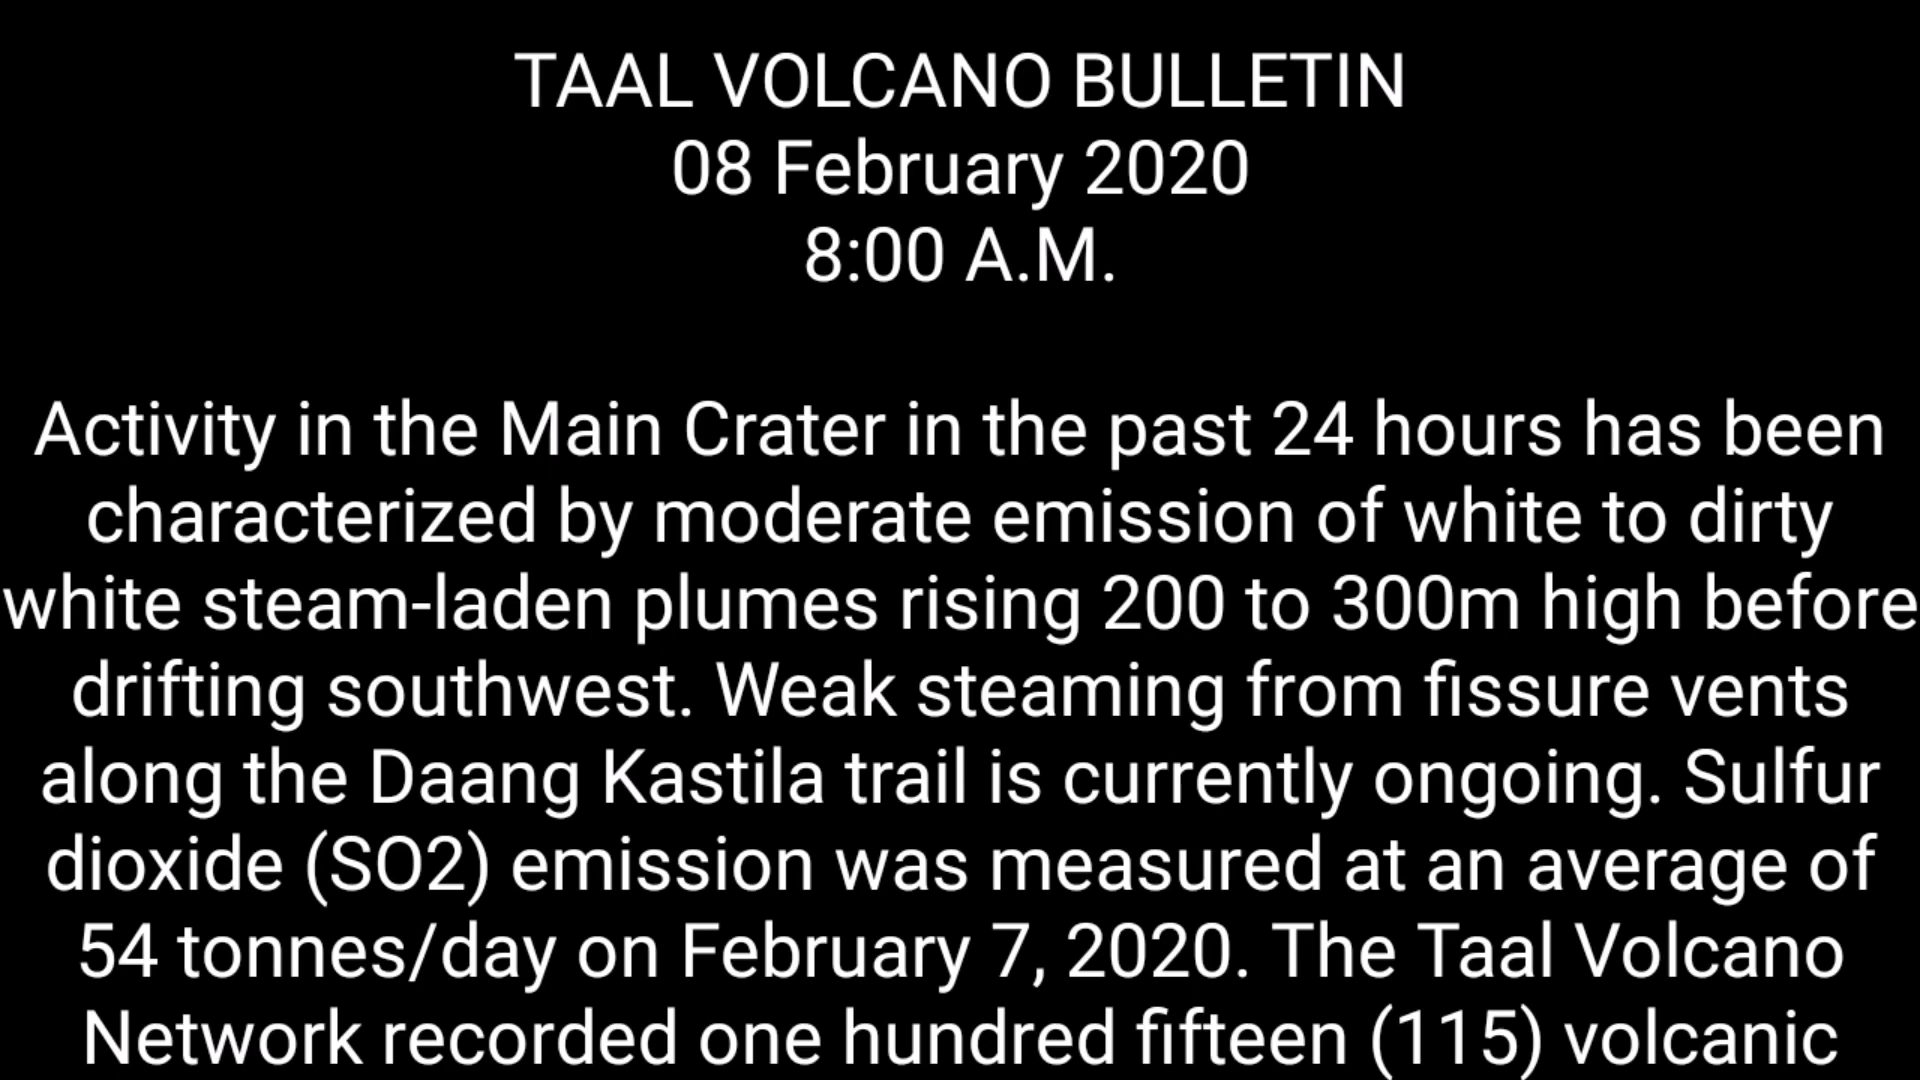 TAAL VOLCANO BULLETIN
08 February 2020
8:00 A.M.
Activity in the Main Crater in the past 24 hours has been
characterized by moderate emission of white to dirty
white steam-laden plumes rising 200 to 300m high before
drifting southwest. Weak steaming from fissure vents
along the Daang Kastila trail is currently ongoing. Sulfur
dioxide (SO2) emission was measured at an average of
54 tonnes/day on February 7, 2020. The Taal Volcano
Network recorded one hundred fifteen (115) volcanic